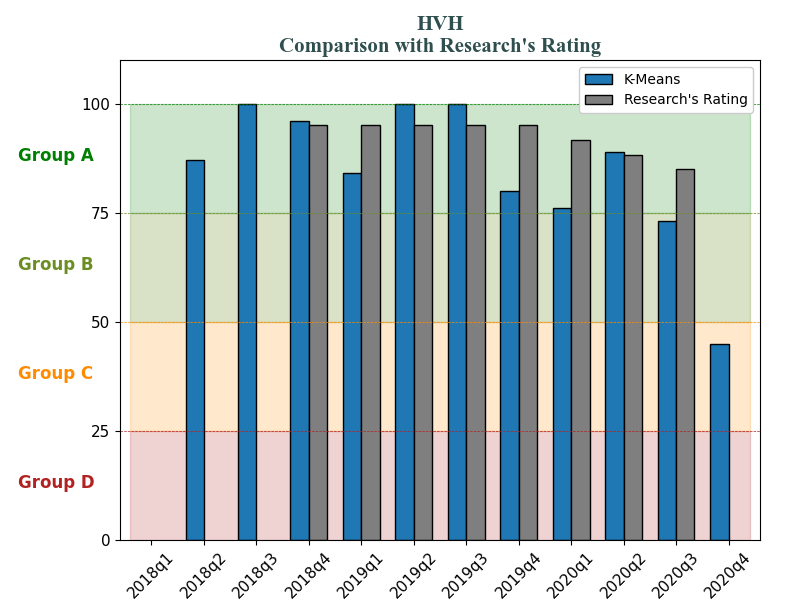 HVH
Comparison with Research's Rating
K-Means
Research's Rating
100
Group A
75
Group B
50
Group C
25
Group D
0
2018q1
2018q2
2018q3
2018q4
2019q1
2019q2
2019q3
2019q4
2020q1
2020q2
2020q3
2020q4